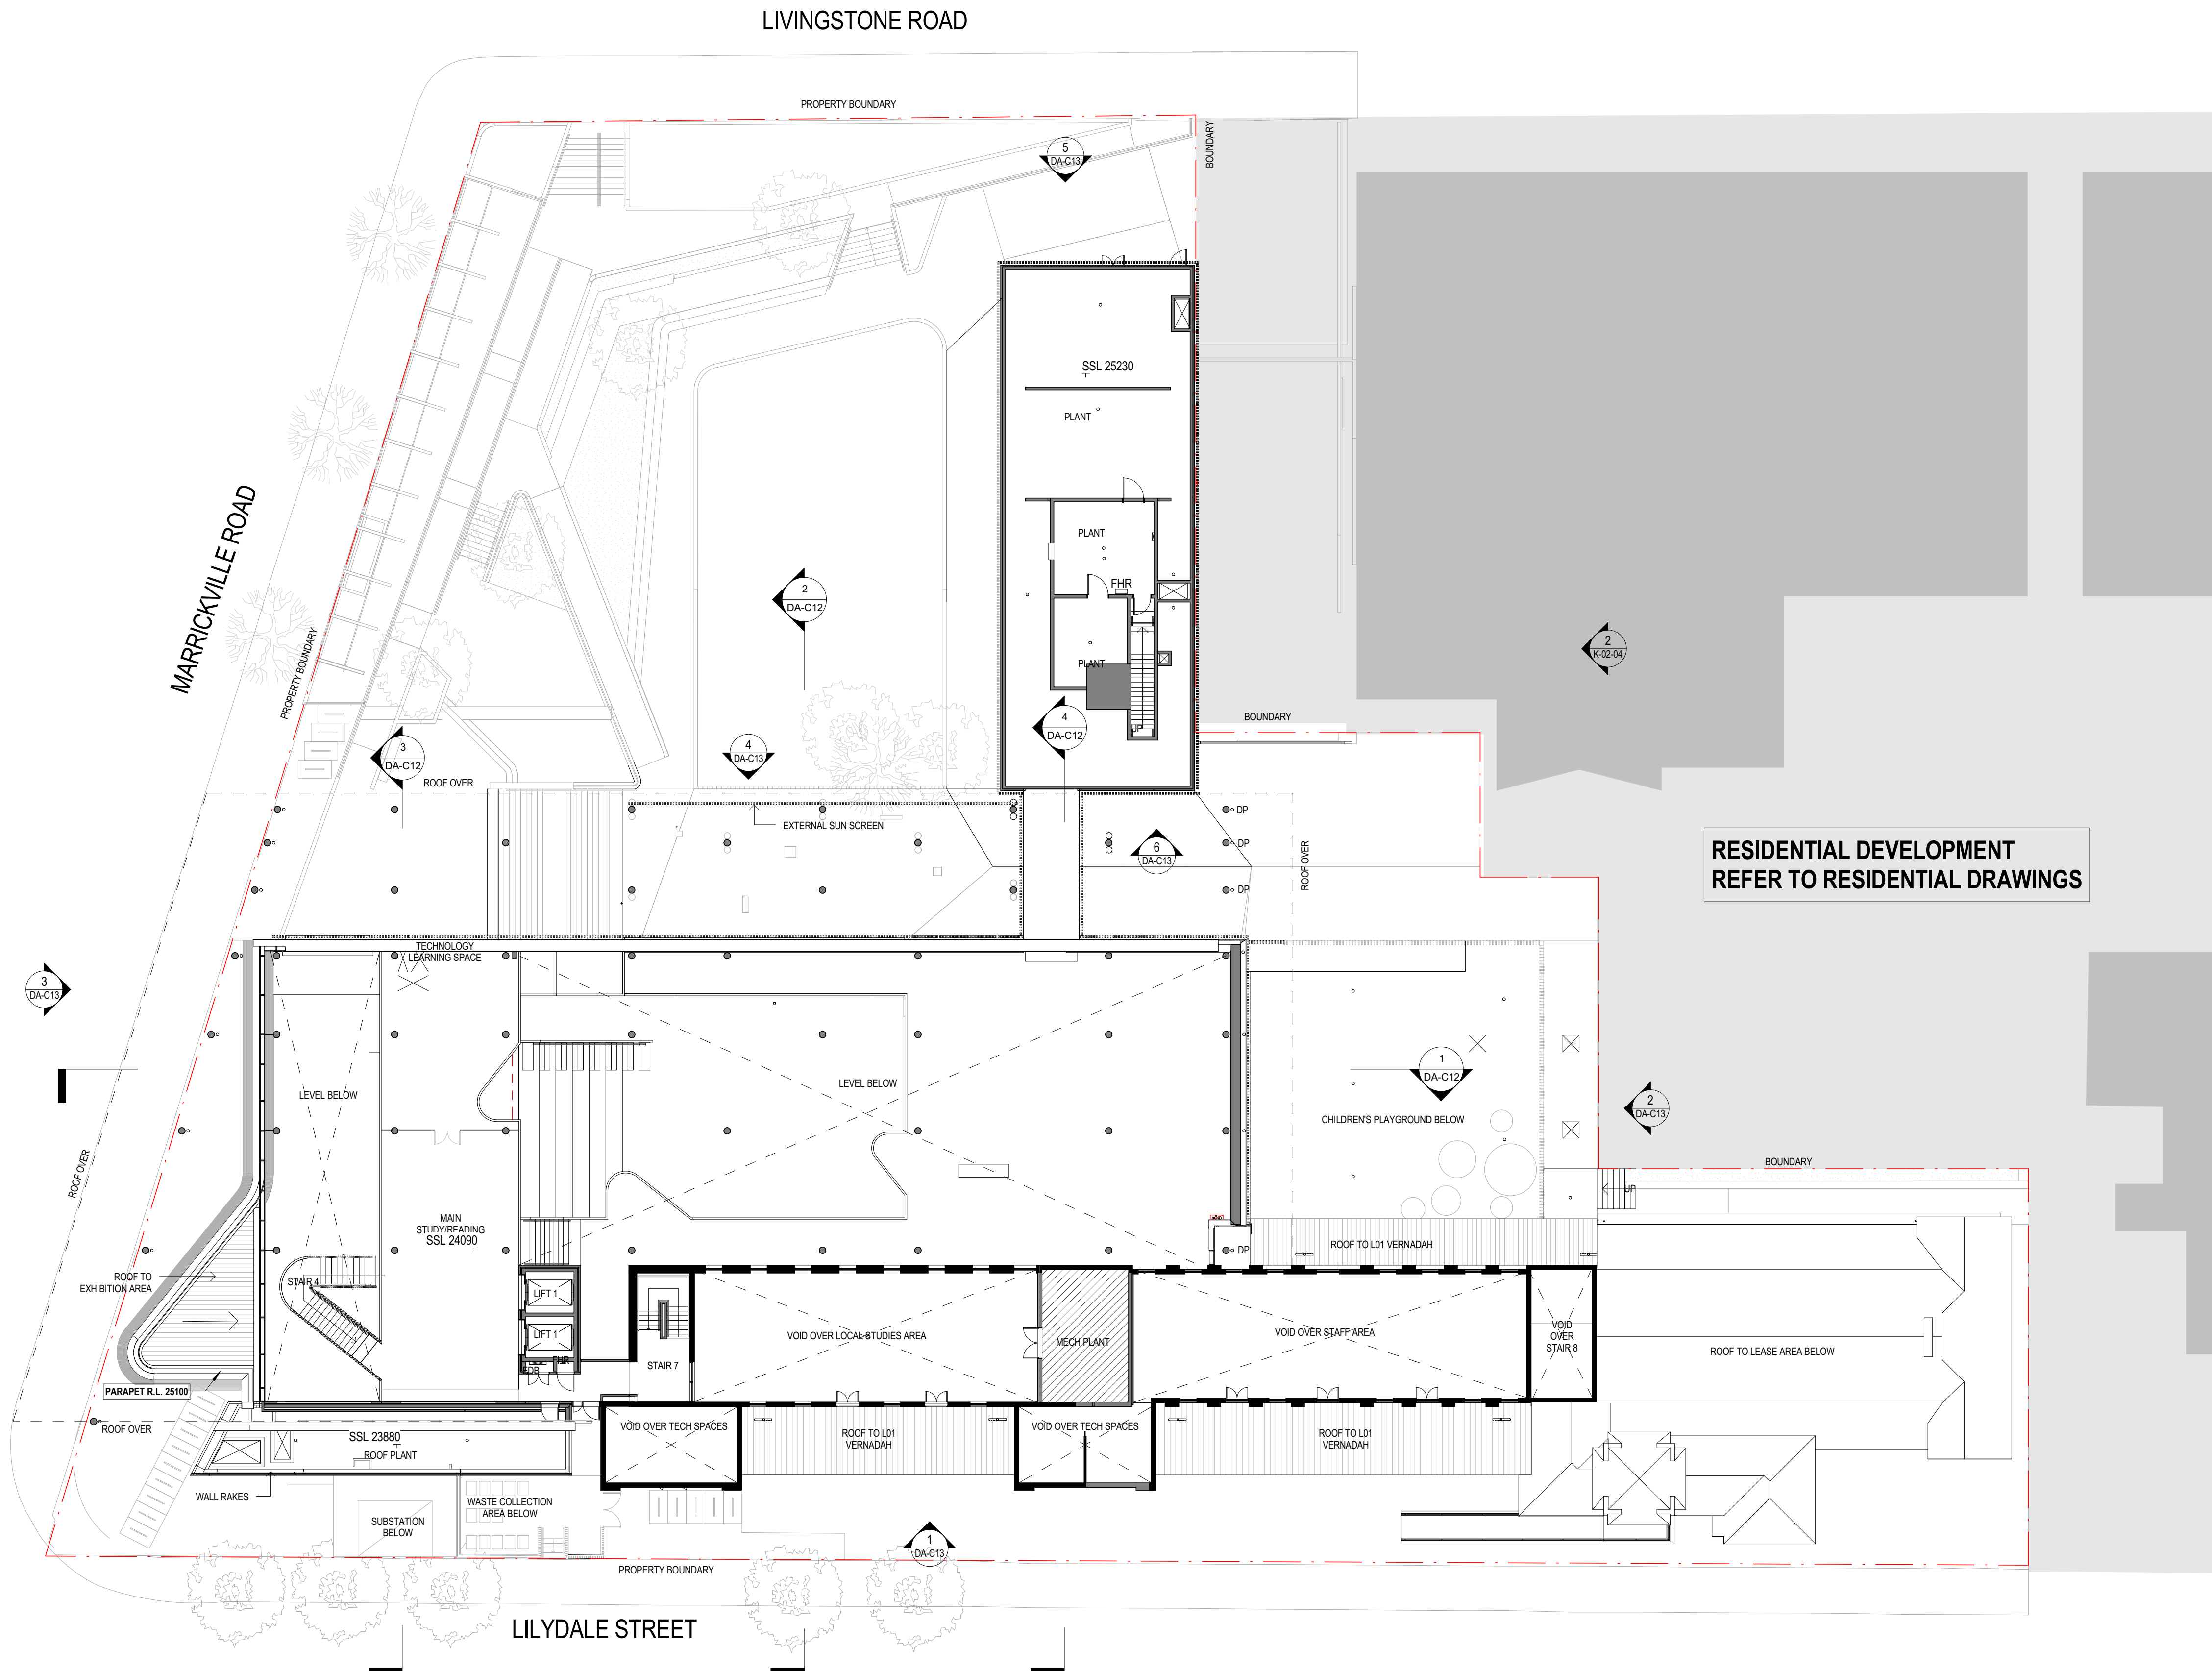 LIVINGSTONE ROAD
PROPERTY BOUNDARY
BOUNDARY
5
DA-C13
SSL 25230
PLANT
PLANT
FHR
PLANT
UP
MARRICKVILLE ROAD
PROPERTY BOUNDARY
2
DA-C12
2
K-02-04
4
DA-C12
BOUNDARY
3
DA-C12
4
DA-C13
ROOF OVER
EXTERNAL SUN SCREEN
DP
DP
DP
6
DA-C13
ROOF OVER
RESIDENTIAL DEVELOPMENT
REFER TO RESIDENTIAL DRAWINGS
TECHNOLOGY
LEARNING SPACE
3
DA-C13
LEVEL BELOW
LEVEL BELOW
1
DA-C12
CHILDREN'S PLAYGROUND BELOW
2
DA-C13
BOUNDARY
UP
ROOF OVER
MAIN
STUDY/READING
SSL 24090
DP
ROOF TO L01 VERNADAH
ROOF TO
EXHIBITION AREA
STAIR 4
LIFT 1
LIFT 1
FHR
EDB
STAIR 7
VOID OVER LOCAL STUDIES AREA
MECH PLANT
VOID OVER STAFF AREA
VOID
OVER
STAIR 8
ROOF TO LEASE AREA BELOW
PARAPET R.L. 25100
ROOF OVER
SSL 23880
ROOF PLANT
VOID OVER TECH SPACES
ROOF TO L01
VERNADAH
VOID OVER TECH SPACES
ROOF TO L01
VERNADAH
WALL RAKES
WASTE COLLECTION
AREA BELOW
SUBSTATION
BELOW
1
DA-C13
PROPERTY BOUNDARY
LILYDALE STREET